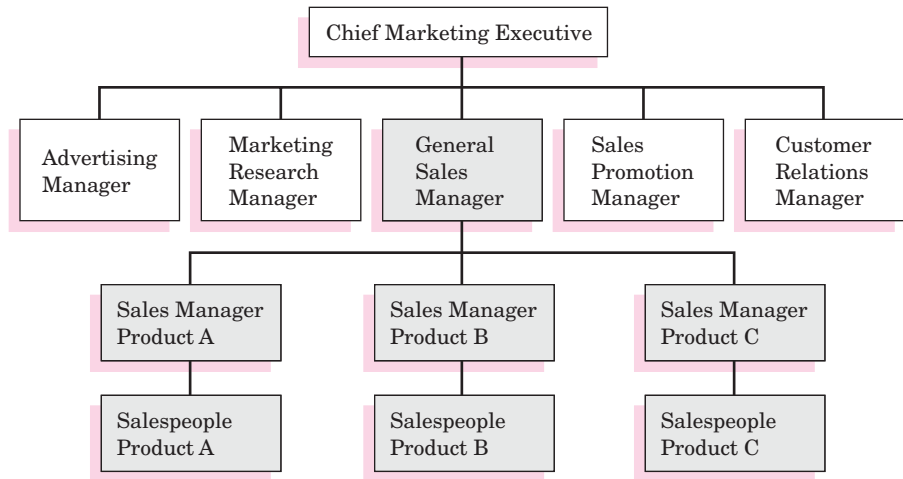 Chief Marketing Executive
Advertising
Manager
Marketing
Research
Manager
General
Sales
Manager
Sales
Promotion
Manager
Customer
Relations
Manager
Sales Manager
Product A
Sales Manager
Product B
Sales Manager
Product C
Salespeople
Product A
Salespeople
Product B
Salespeople
Product C